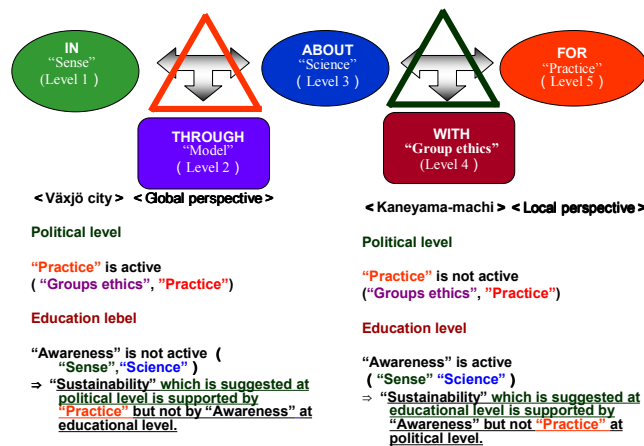 IN
“Sense”
(Level 1 )
ABOUT
“Science”
( Level 3 )
FOR
“Practice”
( Level 5 )
THROUGH
“Model”
( Level 2 )
WITH
“Group ethics”
(Level 4 )
< Växjö city> < Global perspective>
Political level
“Practice” is active
( “Groups ethics”, ”Practice”)
Education lebel
“Awareness” is not active (
“Sense”,“Science” )
⇒ “Sustainability” which is suggested at
political level is supported by
“Practice” but not by “Awareness” at
educational level.
< Kaneyama-machi> < Local perspective>
Political level
“Practice” is not active
(“Groups ethics”, ”Practice”)
Education level
“Awareness” is active
( “Sense” “Science” )
⇒ “Sustainability” which is suggested at
educational level is supported by
“Awareness” but not “Practice” at
political level.